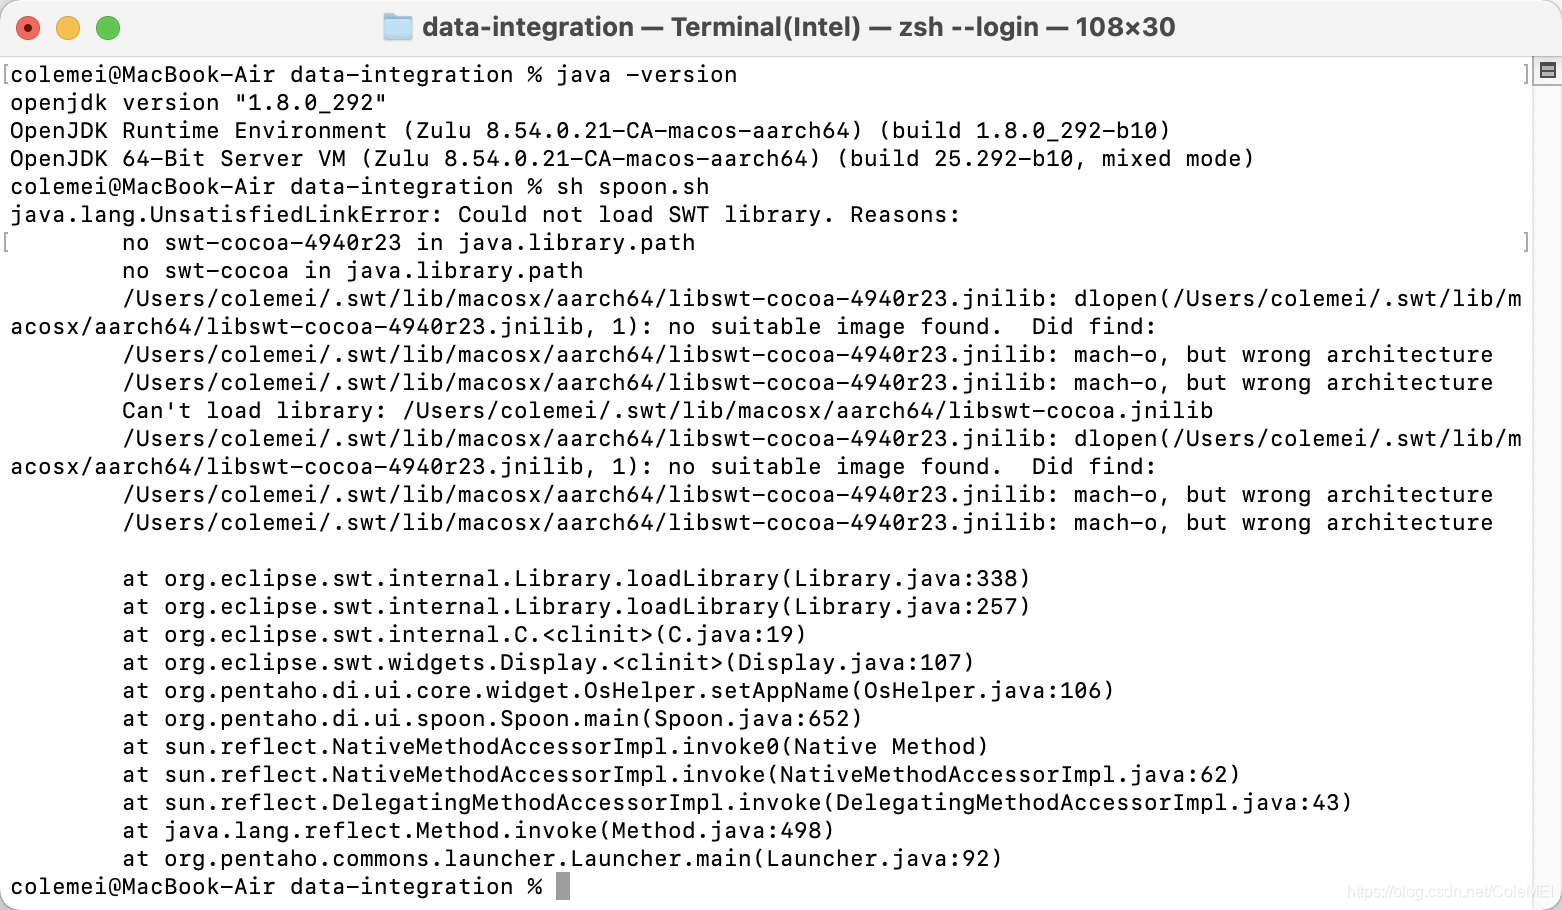 data-integration — Terminal(Intel) — zsh --login — 108×30
[colemei@MacBook-Air data-integration % java -version ]
openjdk version "1.8.0_292"
OpenJDK Runtime Environment (Zulu 8.54.0.21-CA-macos-aarch64) (build 1.8.0_292-b10)
OpenJDK 64-Bit Server VM (Zulu 8.54.0.21-CA-macos-aarch64) (build 25.292-b10, mixed mode)
colemei@MacBook-Air data-integration % sh spoon.sh
java.lang.UnsatisfiedLinkError: Could not load SWT library. Reasons:
[ no swt-cocoa-4940r23 in java.library.path ]
no swt-cocoa in java.library.path
/Users/colemei/.swt/lib/macosx/aarch64/libswt-cocoa-4940r23.jnilib: dlopen(/Users/colemei/.swt/lib/m
acosx/aarch64/libswt-cocoa-4940r23.jnilib, 1): no suitable image found.  Did find:
/Users/colemei/.swt/lib/macosx/aarch64/libswt-cocoa-4940r23.jnilib: mach-o, but wrong architecture
/Users/colemei/.swt/lib/macosx/aarch64/libswt-cocoa-4940r23.jnilib: mach-o, but wrong architecture
Can't load library: /Users/colemei/.swt/lib/macosx/aarch64/libswt-cocoa.jnilib
/Users/colemei/.swt/lib/macosx/aarch64/libswt-cocoa-4940r23.jnilib: dlopen(/Users/colemei/.swt/lib/m
acosx/aarch64/libswt-cocoa-4940r23.jnilib, 1): no suitable image found.  Did find:
/Users/colemei/.swt/lib/macosx/aarch64/libswt-cocoa-4940r23.jnilib: mach-o, but wrong architecture
/Users/colemei/.swt/lib/macosx/aarch64/libswt-cocoa-4940r23.jnilib: mach-o, but wrong architecture
at org.eclipse.swt.internal.Library.loadLibrary(Library.java:338)
at org.eclipse.swt.internal.Library.loadLibrary(Library.java:257)
at org.eclipse.swt.internal.C.<clinit>(C.java:19)
at org.eclipse.swt.widgets.Display.<clinit>(Display.java:107)
at org.pentaho.di.ui.core.widget.OsHelper.setAppName(OsHelper.java:106)
at org.pentaho.di.ui.spoon.Spoon.main(Spoon.java:652)
at sun.reflect.NativeMethodAccessorImpl.invoke0(Native Method)
at sun.reflect.NativeMethodAccessorImpl.invoke(NativeMethodAccessorImpl.java:62)
at sun.reflect.DelegatingMethodAccessorImpl.invoke(DelegatingMethodAccessorImpl.java:43)
at java.lang.reflect.Method.invoke(Method.java:498)
at org.pentaho.commons.launcher.Launcher.main(Launcher.java:92)
colemei@MacBook-Air data-integration %
https://blog.csdn.net/ColeMEI